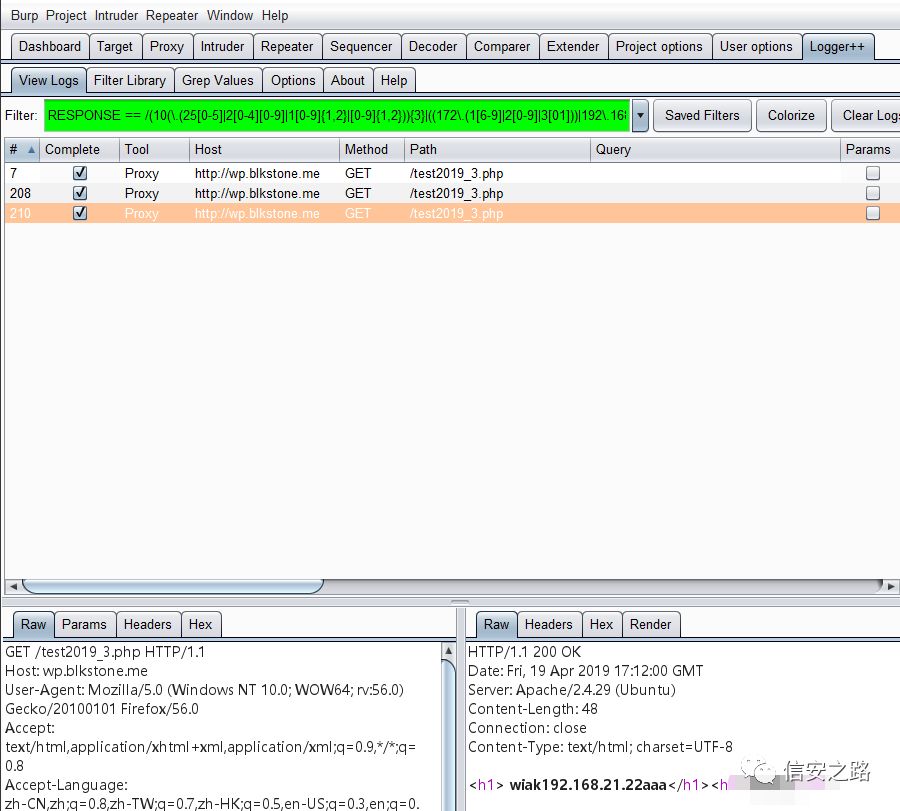 Burp Project Intruder Repeater Window Help
Dashboard Target Proxy Intruder Repeater Sequencer Decoder Comparer Extender Project options User options Logger++
View Logs Filter Library Grep Values Options About Help
Filter: RESPONSE == /(10(\.(25[0-5]|2[0-4][0-9]|1[0-9]{1,2}|[0-9]{1,2})){3}|((172\.(1[6-9]|2[0-9]|3[01]))|192\.168 Saved Filters Colorize Clear Logs
# Complete Tool Host Method Path Query Params
7 Proxy http://wp.blkstone.me GET /test2019_3.php
208 Proxy http://wp.blkstone.me GET /test2019_3.php
210 Proxy http://wp.blkstone.me GET /test2019_3.php
Raw Params Headers Hex
GET /test2019_3.php HTTP/1.1
Host: wp.blkstone.me
User-Agent: Mozilla/5.0 (Windows NT 10.0; WOW64; rv:56.0)
Gecko/20100101 Firefox/56.0
Accept:
text/html,application/xhtml+xml,application/xml;q=0.9,*/*;q=
0.8
Accept-Language:
zh-CN,zh;q=0.8,zh-TW;q=0.7,zh-HK;q=0.5,en-US;q=0.3,en;q=0.
Raw Headers Hex Render
HTTP/1.1 200 OK
Date: Fri, 19 Apr 2019 17:12:00 GMT
Server: Apache/2.4.29 (Ubuntu)
Content-Length: 48
Connection: close
Content-Type: text/html; charset=UTF-8
<h1> wiak192.168.21.22aaa</h1><h
信安之路